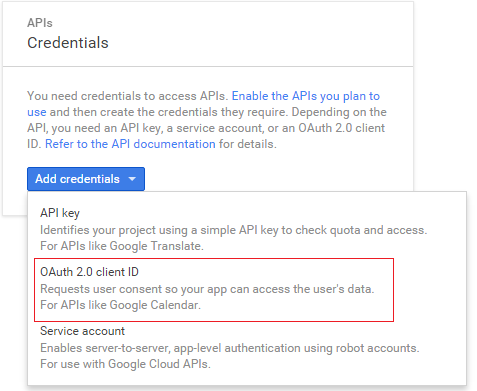 APIs
Credentials
You need credentials to access APIs. Enable the APIs you plan to
use and then create the credentials they require. Depending on the
API, you need an API key, a service account, or an OAuth 2.0 client
ID. Refer to the API documentation for details.
Add credentials
API key
Identifies your project using a simple API key to check quota and access.
For APIs like Google Translate.
OAuth 2.0 client ID
Requests user consent so your app can access the user's data.
For APIs like Google Calendar.
Service account
Enables server-to-server, app-level authentication using robot accounts.
For use with Google Cloud APIs.